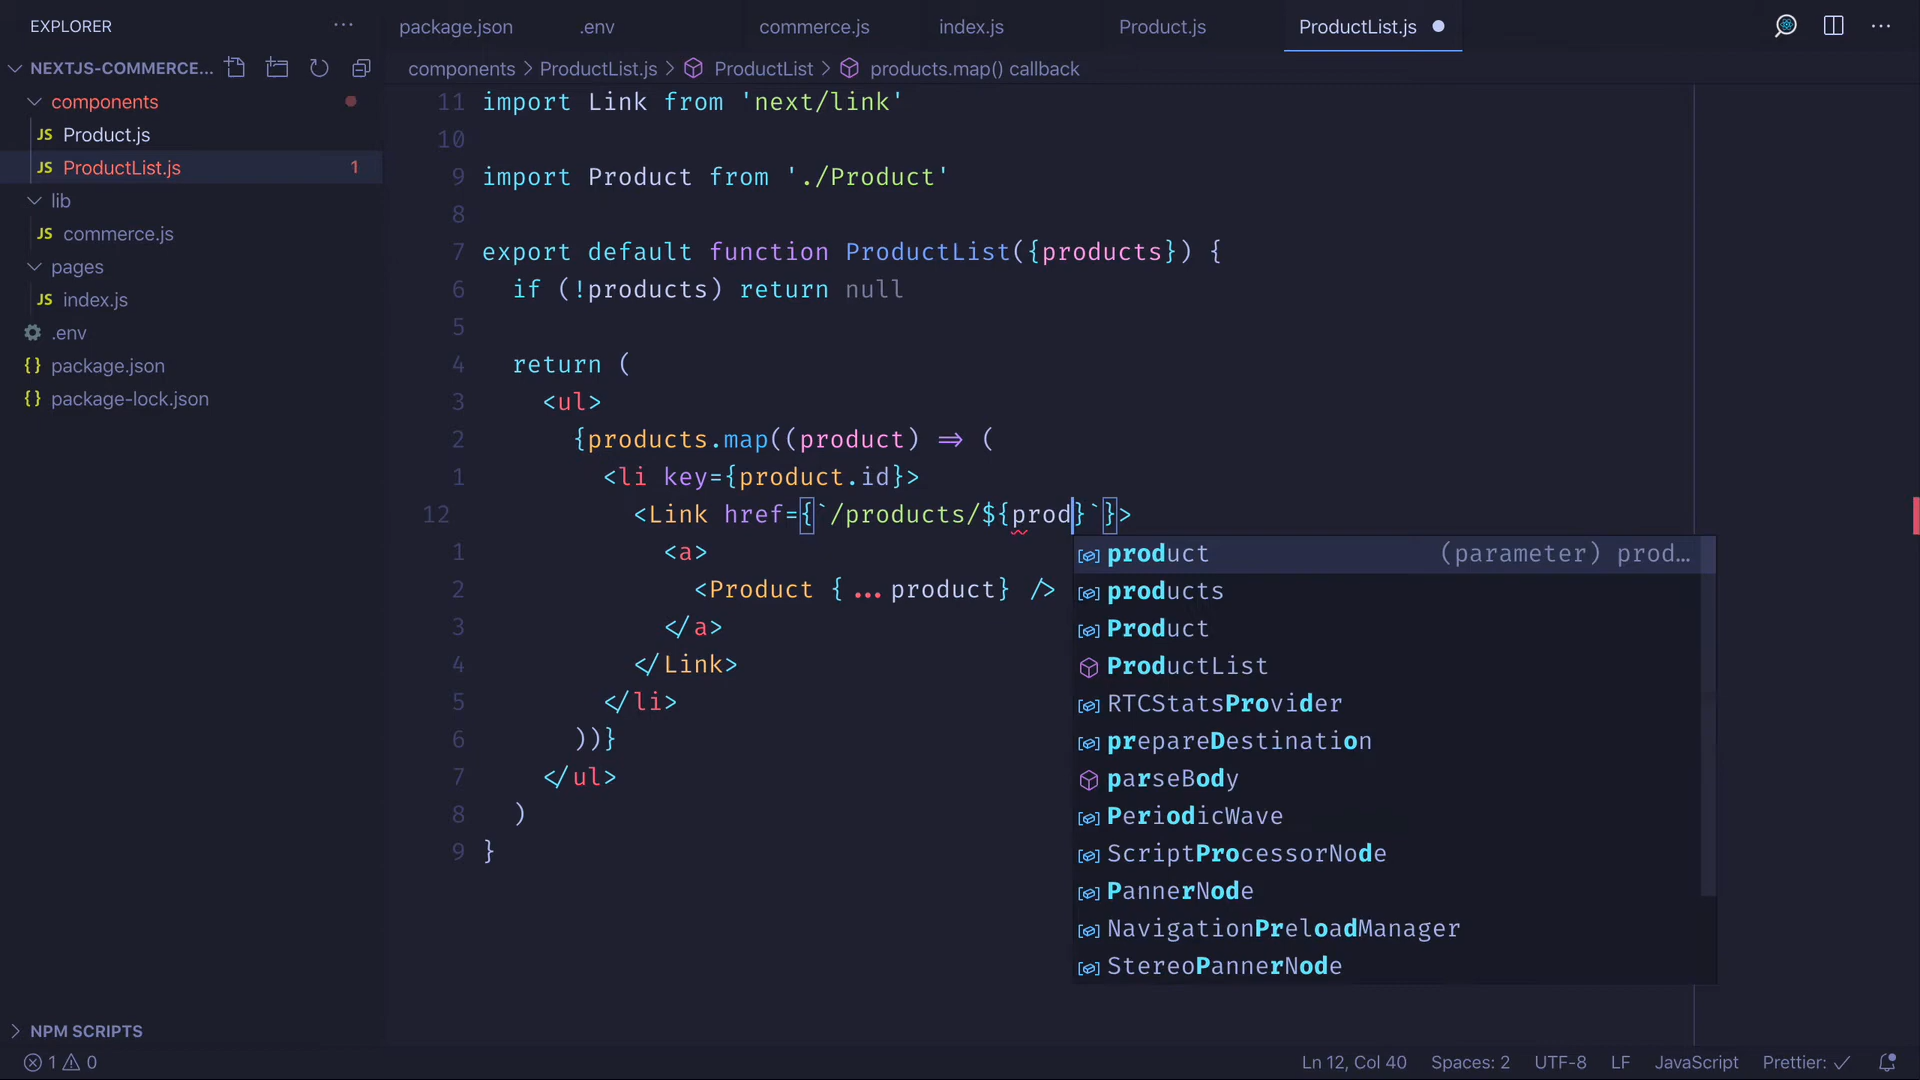 EXPLORER
package.json
.env
commerce.js
index.js
Product.js
ProductList.js
NEXTJS-COMMERCE...
components > ProductList.js > ProductList > products.map() callback
components
JS Product.js
JS ProductList.js 1
lib
JS commerce.js
pages
JS index.js
.env
{} package.json
{} package-lock.json
NPM SCRIPTS
11 import Link from 'next/link'
10
9 import Product from './Product'
8
7 export default function ProductList({products}) {
6 if (!products) return null
5
4 return (
3 <ul>
2 {products.map((product) => (
1 <li key={product.id}>
12 <Link href={`/products/${prod}`}>
1 <a>
2 <Product {...product} />
3 </a>
4 </Link>
5 </li>
6 ))}
7 </ul>
8 )
9 }
product (parameter) prod...
products
Product
ProductList
RTCStatsProvider
prepareDestination
parseBody
PeriodicWave
ScriptProcessorNode
PannerNode
NavigationPreloadManager
StereoPannerNode
1 0
Ln 12, Col 40 Spaces: 2 UTF-8 LF JavaScript Prettier: ✓